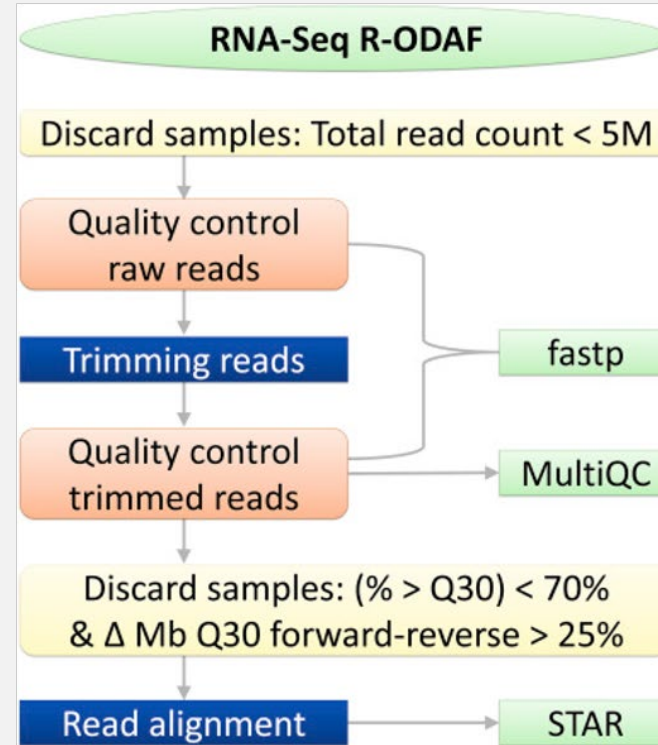 RNA-Seq R-ODAF
Discard samples: Total read count < 5M
Quality control
raw reads
Trimming reads
fastp
Quality control
trimmed reads
MultiQC
Discard samples: (% > Q30) < 70%
& Δ Mb Q30 forward-reverse > 25%
Read alignment
STAR